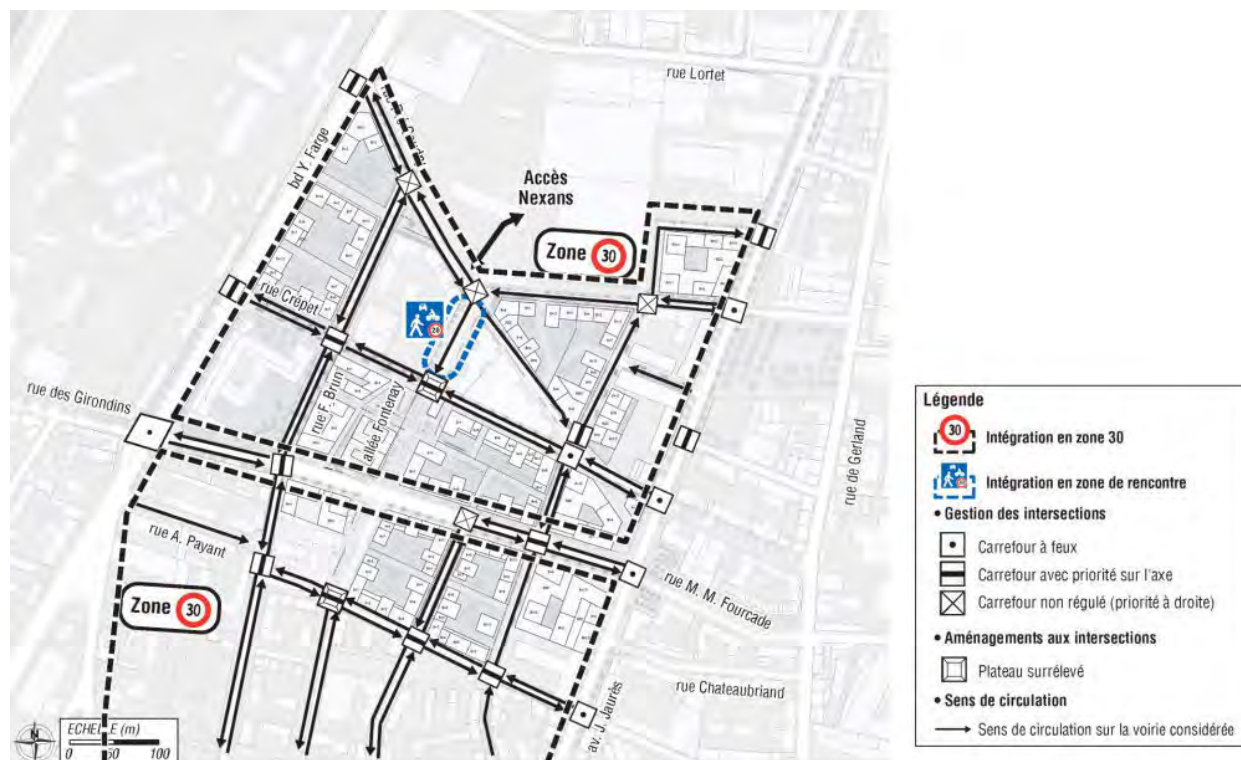 rue Lortet
bd Y. Farge
Accès
Nexans
Zone 30
20
rue Crépet
rue des Girondins
rue F. Brun
allée Fontenay
rue de Gerland
rue A. Payant
Zone 30
rue M. M. Fourcade
rue Chateaubriand
av. J. Jaurès
N
ECHELLE (m)
0 50 100
Légende
30 Intégration en zone 30
Intégration en zone de rencontre
• Gestion des intersections
Carrefour à feux
Carrefour avec priorité sur l'axe
Carrefour non régulé (priorité à droite)
• Aménagements aux intersections
Plateau surrélevé
• Sens de circulation
Sens de circulation sur la voirie considérée